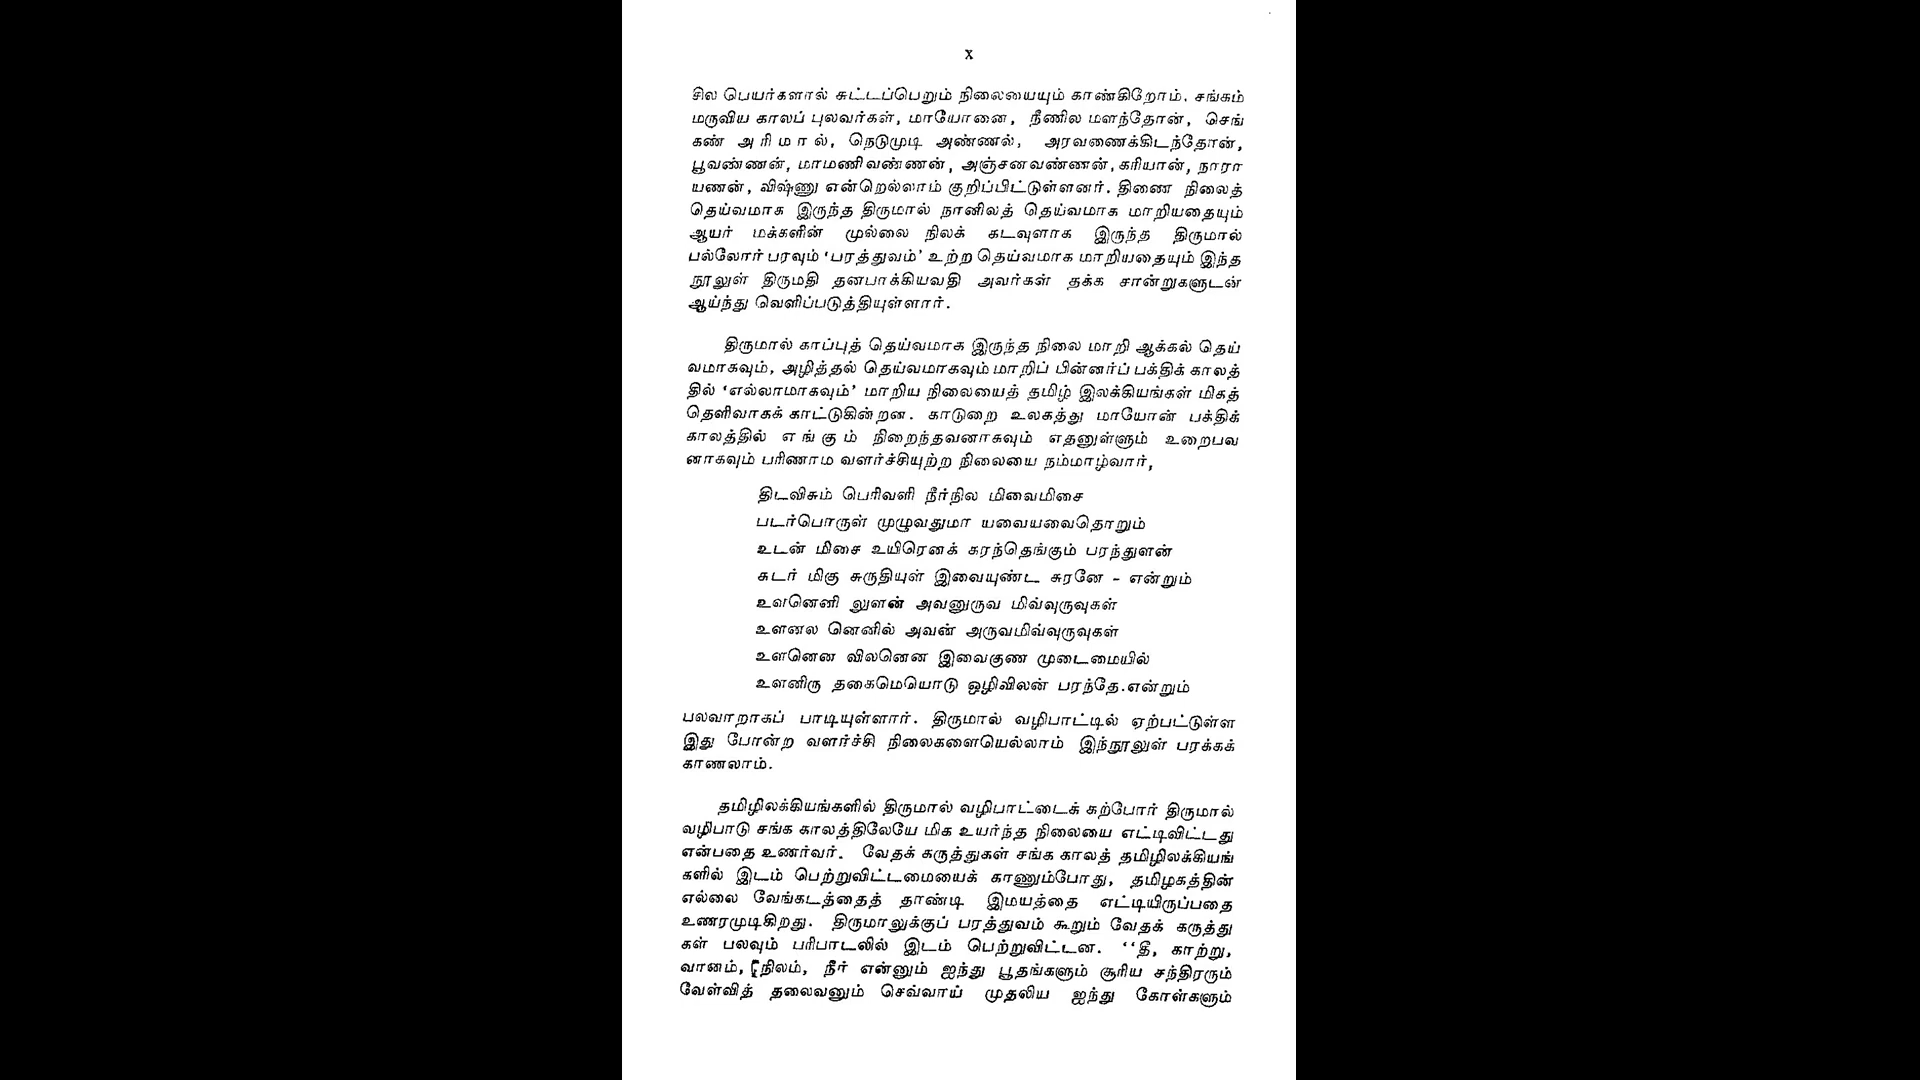 x
சில பெயர்களால் சுட்டப்பெறும் நிலையையும் காண்கிறோம். சங்கம்
மருவிய காலப் புலவர்கள், மாயோனை, நீணில மளந்தோன், செங்
கண் அரிமால், நெடுமுடி அண்ணல், அரவணைக்கிடந்தோன்,
பூவண்ணன், மாமணிவண்ணன், அஞ்சனவண்ணன், கரியான், நாரா
யணன், விஷ்ணு என்றெல்லாம் குறிப்பிட்டுள்ளனர். திணை நிலைத்
தெய்வமாக இருந்த திருமால் நானிலத் தெய்வமாக மாறியதையும்
ஆயர் மக்களின் முல்லை நிலக் கடவுளாக இருந்த திருமால்
பல்லோர் பரவும் ‘பரத்துவம்’ உற்ற தெய்வமாக மாறியதையும் இந்த
நூலுள் திருமதி தனபாக்கியவதி அவர்கள் தக்க சான்றுகளுடன்
ஆய்ந்து வெளிப்படுத்தியுள்ளார்.
திருமால் காப்புத் தெய்வமாக இருந்த நிலை மாறி ஆக்கல் தெய்
வமாகவும், அழித்தல் தெய்வமாகவும் மாறிப் பின்னர்ப் பக்திக் காலத்
தில் ‘எல்லாமாகவும்’ மாறிய நிலையைத் தமிழ் இலக்கியங்கள் மிகத்
தெளிவாகக் காட்டுகின்றன. காடுறை உலகத்து மாயோன் பக்திக்
காலத்தில் எங்கும் நிறைந்தவனாகவும் எதனுள்ளும் உறைபவ
னாகவும் பரிணாம வளர்ச்சியுற்ற நிலையை நம்மாழ்வார்,
திடவிசும் பெரிவளி நீர்நில மிவைமிசை
படர்பொருள் முழுவதுமா யவையவைதொறும்
உடன் மிசை உயிரெனக் கரந்தெங்கும் பரந்துளன்
சுடர் மிகு சுருதியுள் இவையுண்ட சுரனே - என்றும்
உளனெனி லுளன் அவனுருவ மிவ்வுருவுகள்
உளனல னெனில் அவன் அருவமிவ்வுருவுகள்
உளனென விலனென இவைகுண முடைமையில்
உளனிரு தகைமெயொடு ஒழிவிலன் பரந்தே.என்றும்
பலவாறாகப் பாடியுள்ளார். திருமால் வழிபாட்டில் ஏற்பட்டுள்ள
இது போன்ற வளர்ச்சி நிலைகளையெல்லாம் இந்நூலுள் பரக்கக்
காணலாம்.
தமிழிலக்கியங்களில் திருமால் வழிபாட்டைக் கற்போர் திருமால்
வழிபாடு சங்க காலத்திலேயே மிக உயர்ந்த நிலையை எட்டிவிட்டது
என்பதை உணர்வர். வேதக் கருத்துகள் சங்க காலத் தமிழிலக்கியங்
களில் இடம் பெற்றுவிட்டமையைக் காணும்போது, தமிழகத்தின்
எல்லை வேங்கடத்தைத் தாண்டி இமயத்தை எட்டியிருப்பதை
உணரமுடிகிறது. திருமாலுக்குப் பரத்துவம் கூறும் வேதக் கருத்து
கள் பலவும் பரிபாடலில் இடம் பெற்றுவிட்டன. ‘‘தீ, காற்று,
வானம், நிலம், நீர் என்னும் ஐந்து பூதங்களும் சூரிய சந்திரரும்
வேள்வித் தலைவனும் செவ்வாய் முதலிய ஐந்து கோள்களும்